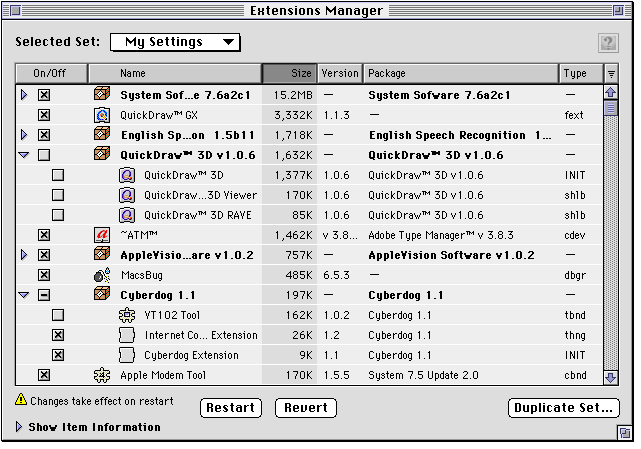 Extensions Manager
Selected Set: My Settings
?
On/Off Name Size Version Package Type
System Sof...e 7.6a2c1 15.2MB — System Sofware 7.6a2c1 —
QuickDraw™ GX 3,332K 1.1.3 — fext
English Sp...on 1.5b11 1,718K — English Speech Recognition 1... —
QuickDraw™ 3D v1.0.6 1,632K — QuickDraw™ 3D v1.0.6 —
QuickDraw™ 3D 1,377K 1.0.6 QuickDraw™ 3D v1.0.6 INIT
QuickDraw...3D Viewer 170K 1.0.6 QuickDraw™ 3D v1.0.6 shlb
QuickDraw™ 3D RAVE 85K 1.0.6 QuickDraw™ 3D v1.0.6 shlb
~ATM™ 1,462K v 3.8... Adobe Type Manager™ v 3.8.3 cdev
AppleVisio...are v1.0.2 757K — AppleVision Software v1.0.2 —
MacsBug 485K 6.5.3 — dbgr
Cyberdog 1.1 197K — Cyberdog 1.1 —
VT102 Tool 162K 1.0.2 Cyberdog 1.1 tbnd
Internet Co... Extension 26K 1.2 Cyberdog 1.1 thng
Cyberdog Extension 9K 1.1 Cyberdog 1.1 INIT
Apple Modem Tool 170K 1.5.5 System 7.5 Update 2.0 cbnd
Changes take effect on restart
Restart Revert Duplicate Set...
Show Item Information